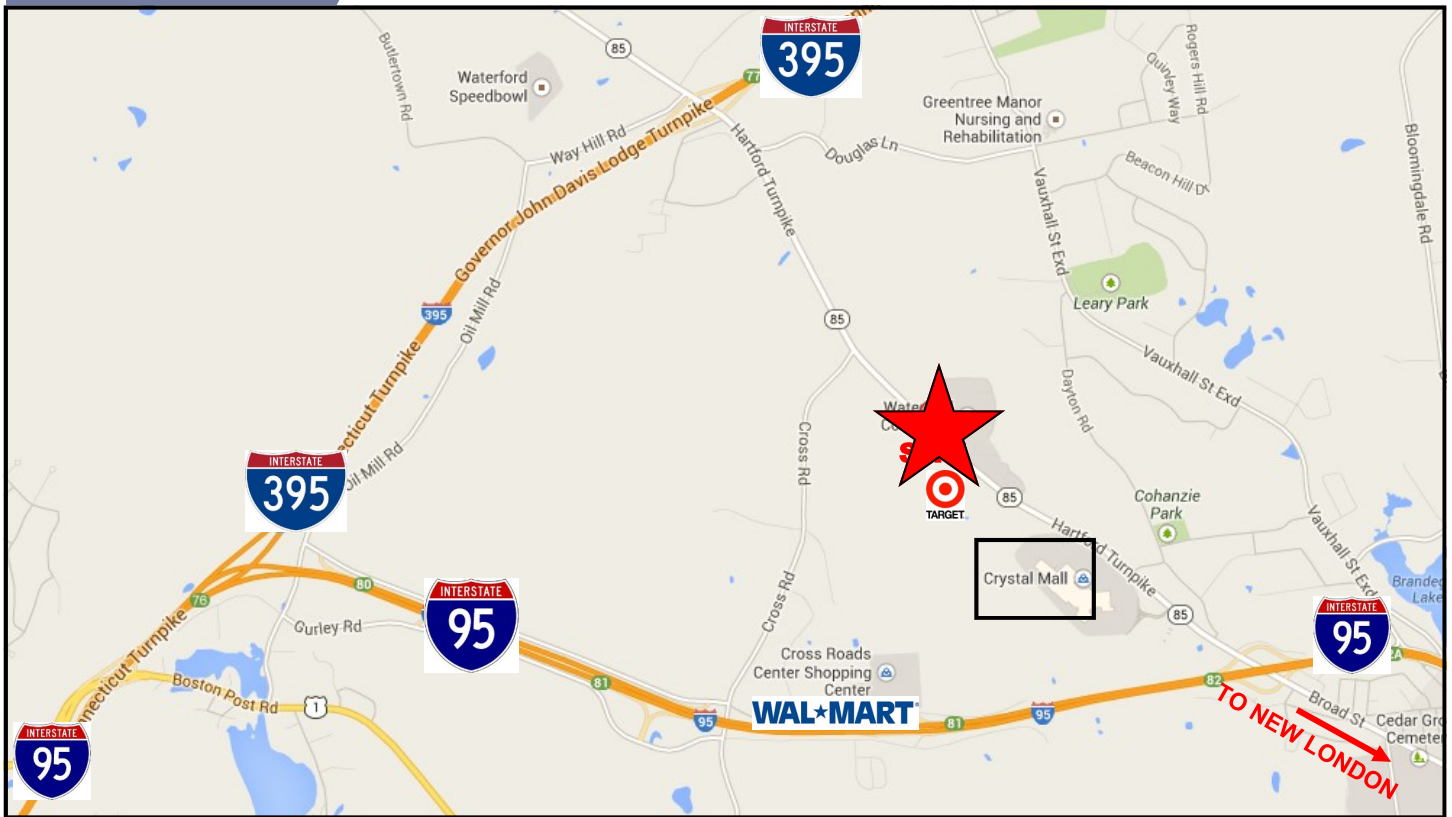 INTERSTATE
395
77
85
Butlertown Rd
Waterford
Speedbowl
Way Hill Rd
Governor John Davis Lodge Turnpike
Hartford Turnpike
Douglas Ln
Greentree Manor
Nursing and
Rehabilitation
Quinley Way
Rogers Hill Rd
Beacon Hill
Bloomingdale Rd
Vauxhall St Exd
Leary Park
Oil Mill Rd
395
85
Vauxhall St Exd
Dayton Rd
Cross Rd
TARGET
85
Hartford Turnpike
Cohanzie
Park
Vauxhall St Exd
INTERSTATE
395
Oil Mill Rd
76
80
Gurley Rd
INTERSTATE
95
Cross Rd
Crystal Mall
85
INTERSTATE
95
Turnpike
Boston Post Rd
1
81
95
Cross Roads
Center Shopping
Center
WAL★MART
81
95
82
TO NEW LONDON
Broad St
INTERSTATE
95